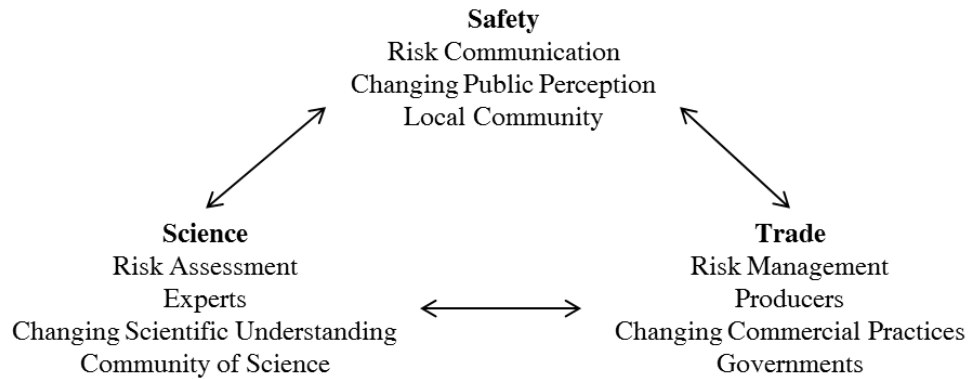 Safety
Risk Communication
Changing Public Perception
Local Community
Science
Risk Assessment
Experts
Changing Scientific Understanding
Community of Science
Trade
Risk Management
Producers
Changing Commercial Practices
Governments